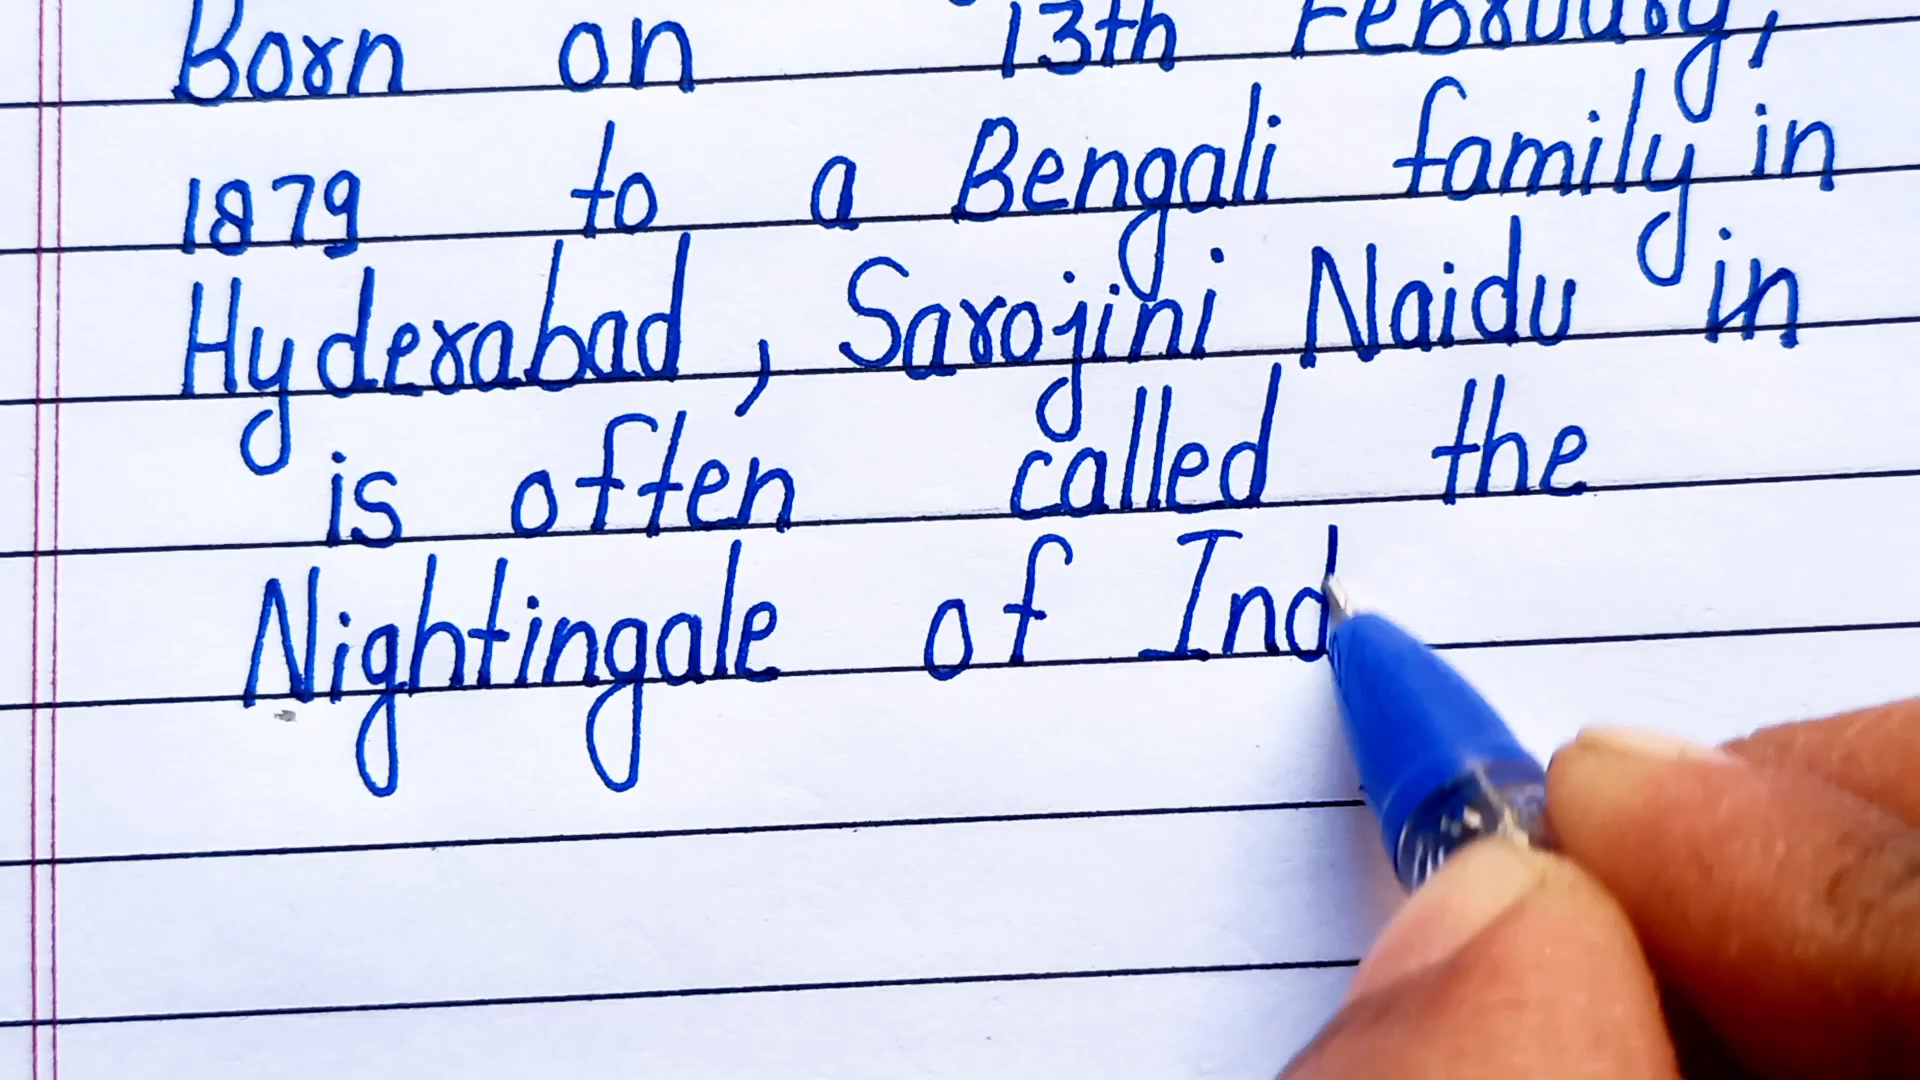 Born on 13th February,
1879 to a Bengali family in
Hyderabad, Sarojini Naidu in
is often called the
Nightingale of Ind